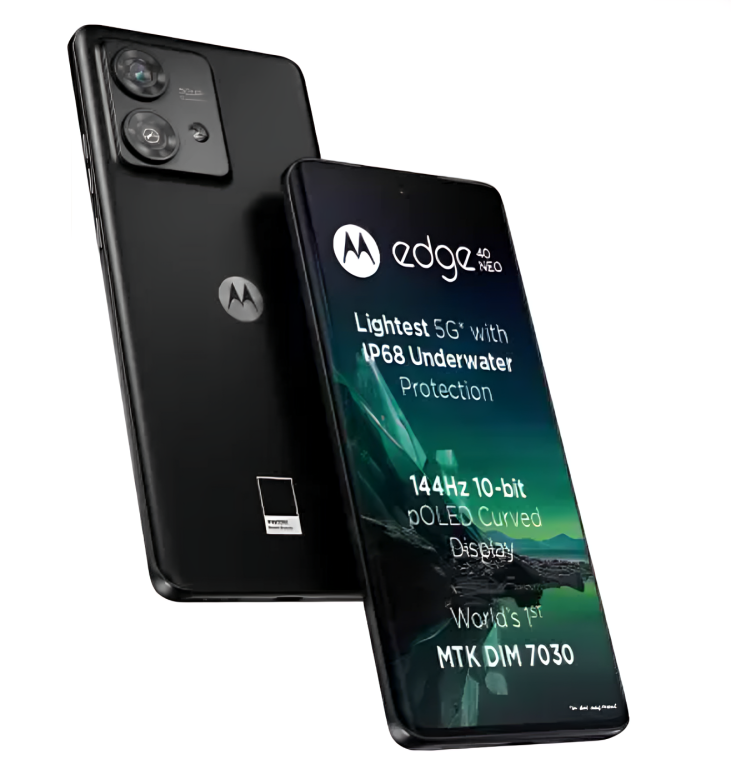 edge 40
NEO
Lightest 5G* with
IP68 Underwater
Protection
144Hz 10-bit
pOLED Curved
Display
World's 1ST
MTK DIM 7030